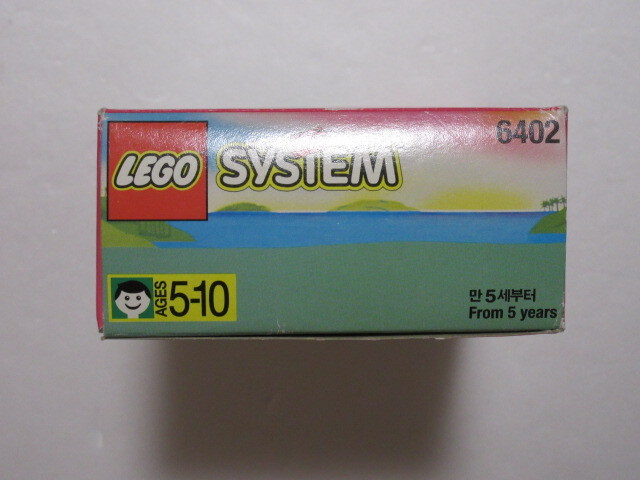 LEGO SYSTEM
6402
AGES 5-10
만 5세부터
From 5 years